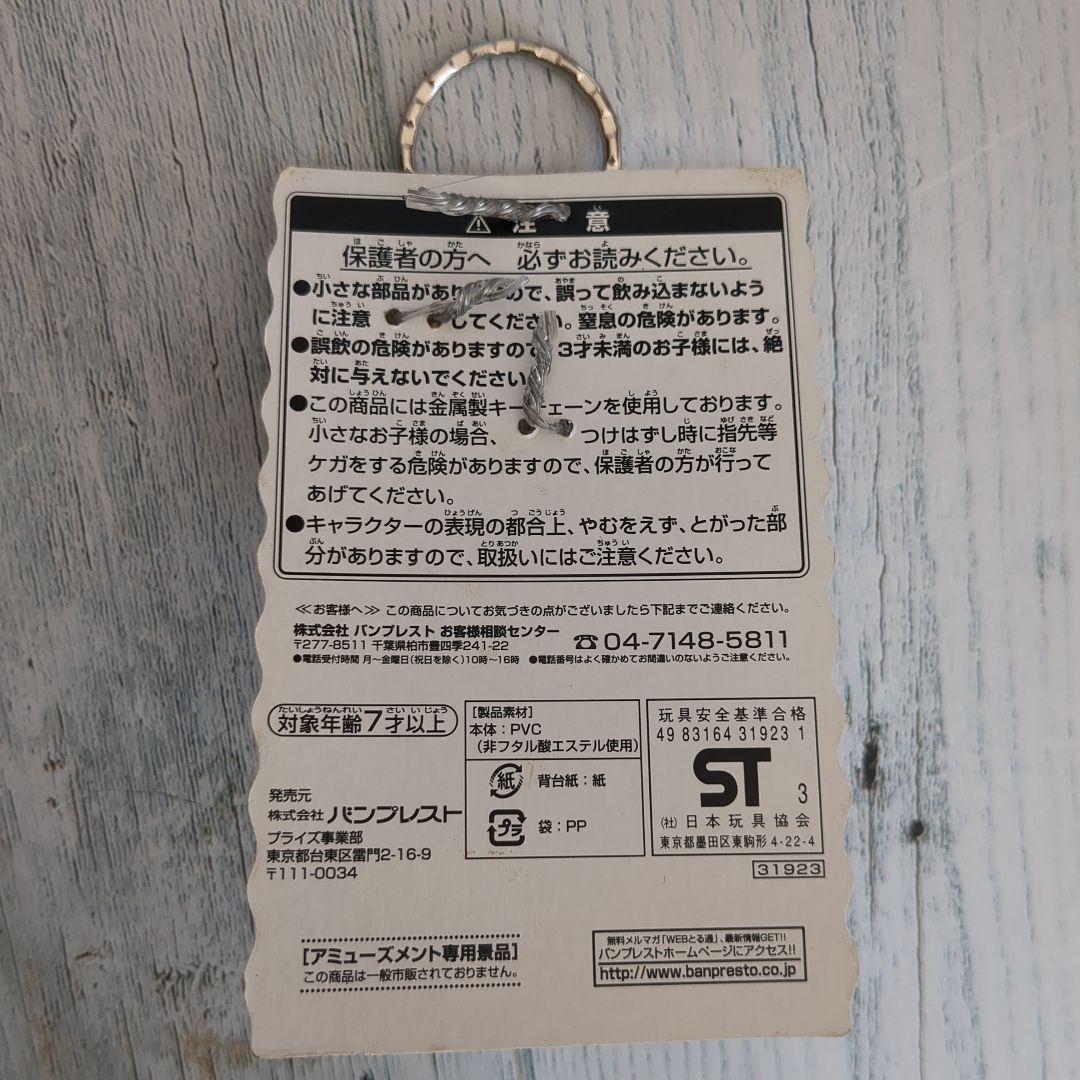 ⚠ 注 意
保護者の方へ 必ずお読みください。
●小さな部品がありますので、誤って飲み込まないよう
に注意 してください。窒息の危険があります。
●誤飲の危険がありますので、3才未満のお子様には、絶
対に与えないでください
●この商品には金属製キーチェーンを使用しております。
小さなお子様の場合、 つけはずし時に指先等
ケガをする危険がありますので、保護者の方が行って
あげてください。
●キャラクターの表現の都合上、やむをえず、とがった部
分がありますので、取扱いにはご注意ください。
≪お客様へ≫ この商品についてお気づきの点がございましたら下記までご連絡ください。
株式会社 バンプレスト お客様相談センター ☎04-7148-5811
〒277-8511 千葉県柏市豊四季241-22
●電話受付時間 月〜金曜日(祝日を除く)10時〜16時 ●電話番号はよく確かめてお間違いのないようご注意ください。
対象年齢7才以上
[製品素材]
本体:PVC
(非フタル酸エステル使用)
紙 背台紙:紙
プラ 袋:PP
玩具安全基準合格
49 83164 31923 1
ST 3
(社)日本玩具協会
東京都墨田区東駒形4-22-4
31923
発売元
株式会社 バンプレスト
プライズ事業部
東京都台東区雷門2-16-9
〒111-0034
[アミューズメント専用景品]
この商品は一般市販されておりません。
無料メルマガ「WEBとる通」、最新情報GET!!
バンプレストホームページにアクセス!!
http://www.banpresto.co.jp